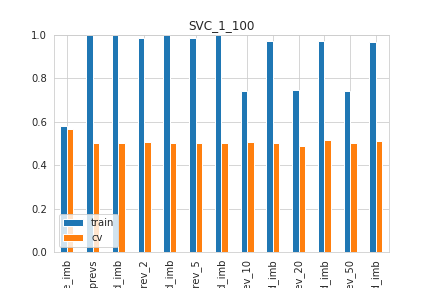 SVC_1_100
1.0
0.8
0.6
0.4
0.2
0.0
train
cv
e_imb
prevs
d_imb
rev_2
d_imb
rev_5
d_imb
ev_10
d_imb
ev_20
d_imb
ev_50
d_imb